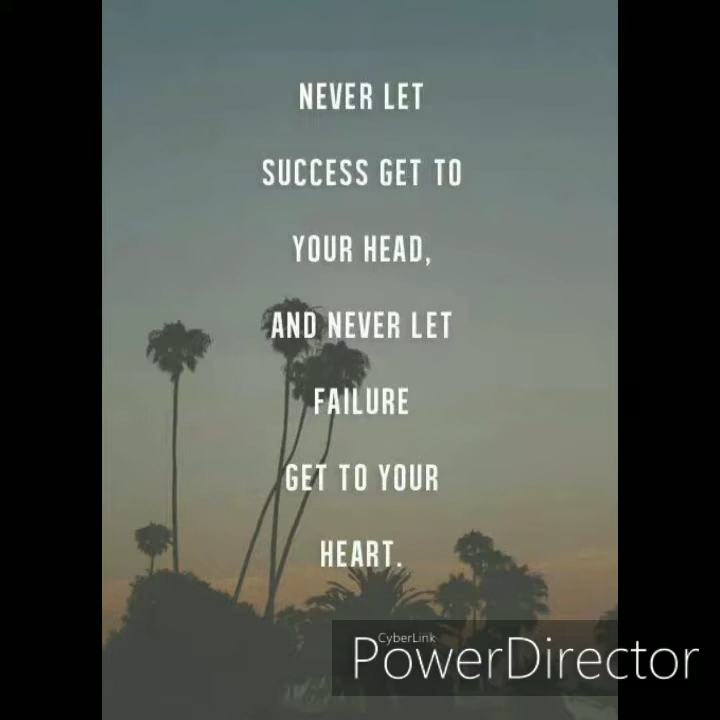 NEVER LET
SUCCESS GET TO
YOUR HEAD,
AND NEVER LET
FAILURE
GET TO YOUR
HEART.
CyberLink
PowerDirector